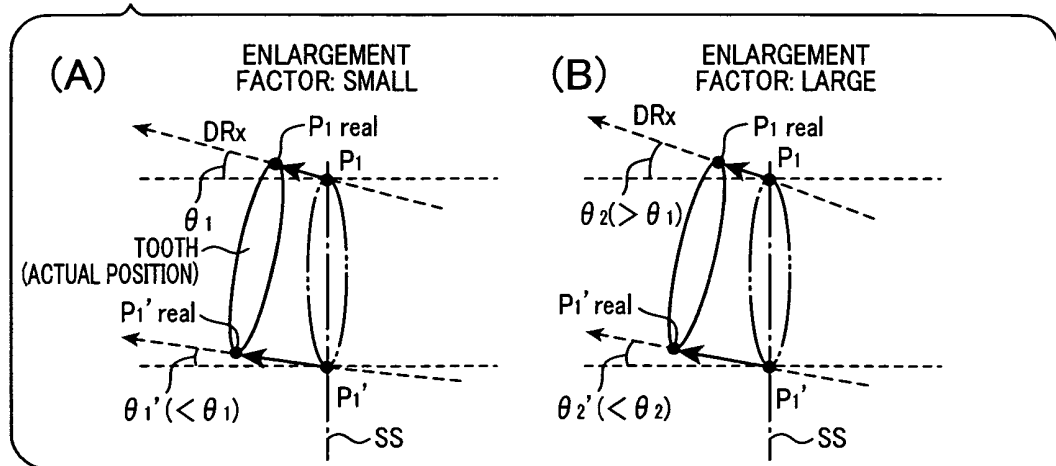 (A)
ENLARGEMENT
FACTOR: SMALL
DRx
P1 real
P1
θ1
TOOTH
(ACTUAL POSITION)
P1' real
θ1'(< θ1)
P1'
SS
(B)
ENLARGEMENT
FACTOR: LARGE
DRx
P1 real
P1
θ2(> θ1)
P1' real
θ2'(< θ2)
P1'
SS